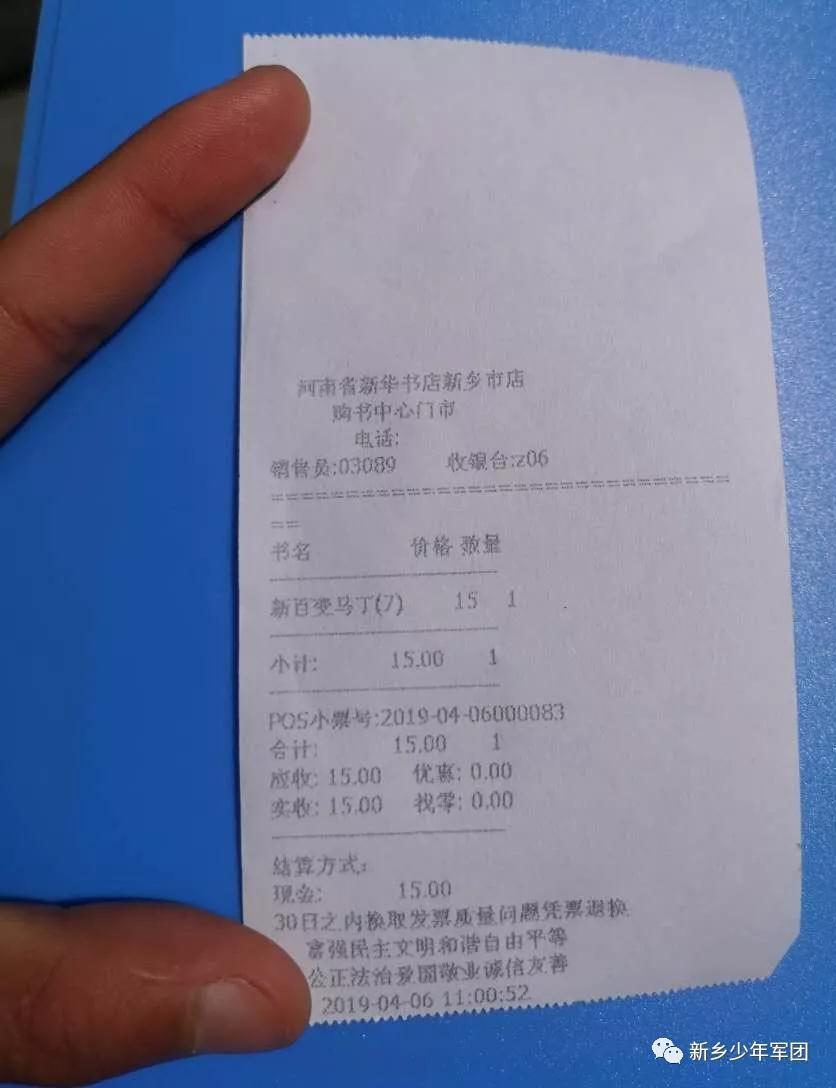 河南省新华书店新乡市店
购书中心门市
电话:
销售员:03089 收银台:z06
==========================================
==
书名 价格 数量
--------------------------------
新百变马丁(7) 15 1
--------------------------------
小计: 15.00 1
--------------------------------
POS小票号:2019-04-06000083
合计: 15.00 1
应收: 15.00 优惠: 0.00
实收: 15.00 找零: 0.00
--------------------------------
结算方式:
现金: 15.00
30日之内换取发票质量问题凭票退换
富强民主文明和谐自由平等
公正法治爱国敬业诚信友善
2019-04-06 11:00:52
新乡少年军团